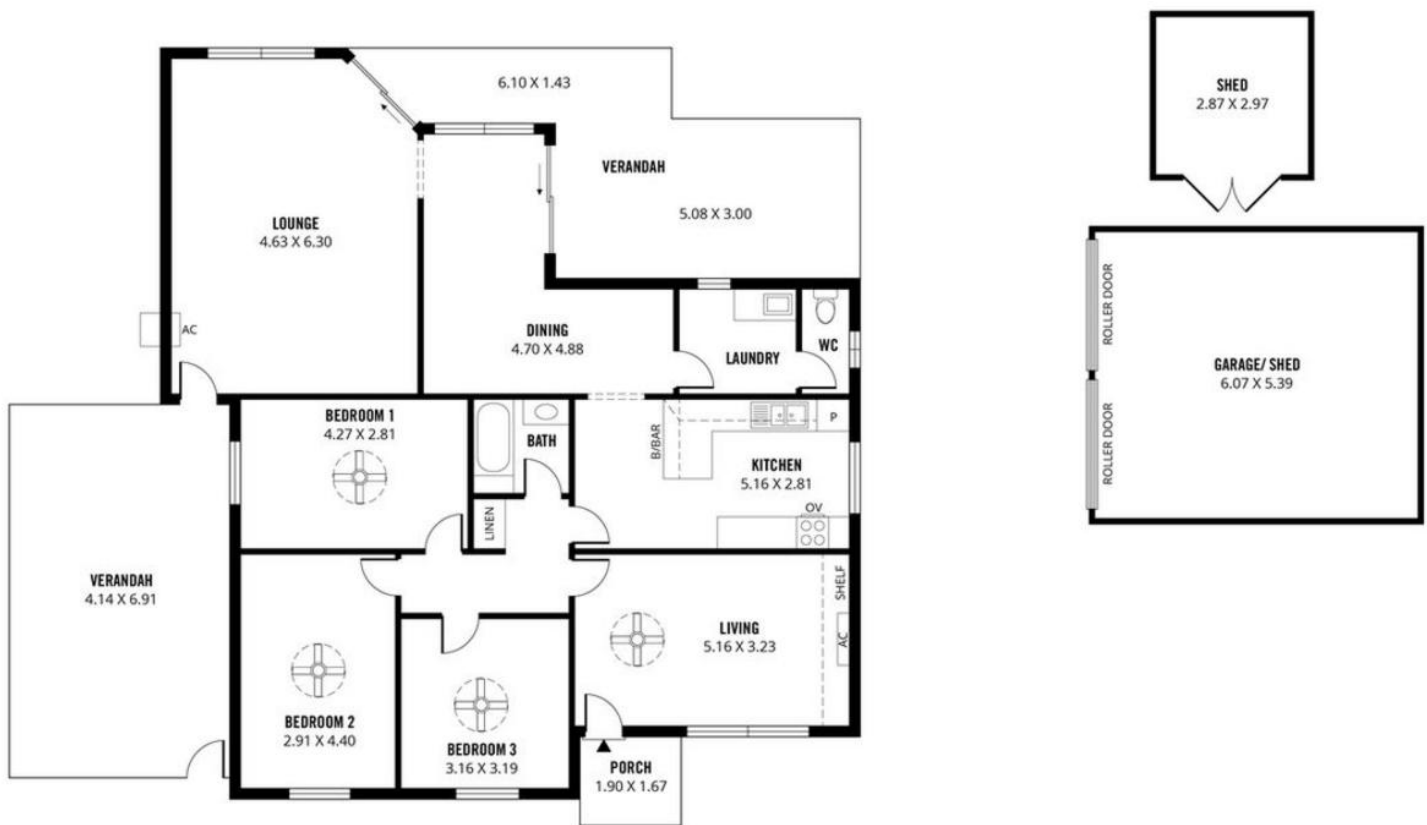 6.10 X 1.43
VERANDAH
5.08 X 3.00
LOUNGE
4.63 X 6.30
AC
DINING
4.70 X 4.88
LAUNDRY
WC
BEDROOM 1
4.27 X 2.81
BATH
LINEN
B/BAR
P
KITCHEN
5.16 X 2.81
OV
VERANDAH
4.14 X 6.91
BEDROOM 2
2.91 X 4.40
BEDROOM 3
3.16 X 3.19
LIVING
5.16 X 3.23
SHELF
AC
PORCH
1.90 X 1.67
SHED
2.87 X 2.97
ROLLER DOOR
ROLLER DOOR
GARAGE/ SHED
6.07 X 5.39